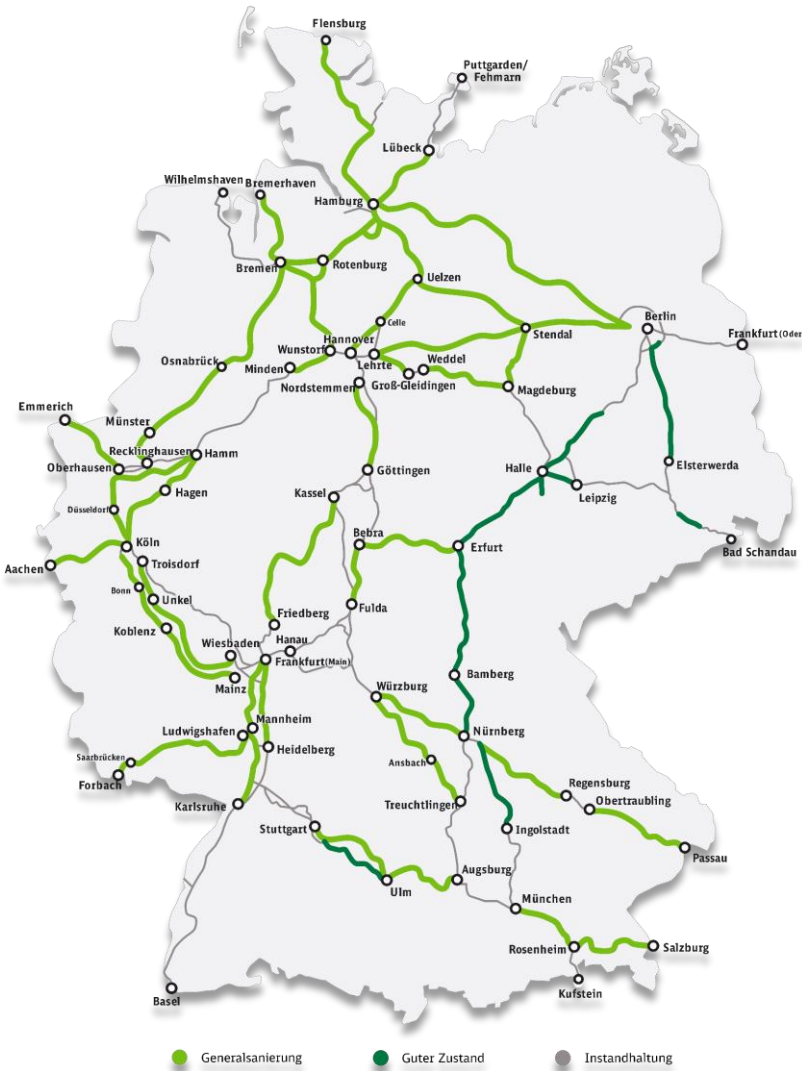 Flensburg
Puttgarden/
Fehmarn
Lübeck
Wilhelmshaven
Bremerhaven
Hamburg
Bremen
Rotenburg
Uelzen
Celle
Berlin
Frankfurt (Oder
Stendal
Hannover
Wunstorf
Lehrte
Weddel
Minden
Groß-Gleidingen
Nordstemmen
Magdeburg
Osnabrück
Emmerich
Münster
Recklinghausen
Hamm
Oberhausen
Göttingen
Halle
Elsterwerda
Leipzig
Hagen
Kassel
Düsseldorf
Köln
Bebra
Erfurt
Bad Schandau
Troisdorf
Aachen
Bonn
Unkel
Fulda
Koblenz
Friedberg
Wiesbaden
Hanau
Frankfurt (Main)
Mainz
Bamberg
Würzburg
Mannheim
Ludwigshafen
Nürnberg
Heidelberg
Saarbrücken
Ansbach
Forbach
Regensburg
Obertraubling
Karlsruhe
Treuchtlingen
Stuttgart
Ingolstadt
Passau
Augsburg
Ulm
München
Rosenheim
Salzburg
Basel
Kufstein
Generalsanierung
Guter Zustand
Instandhaltung